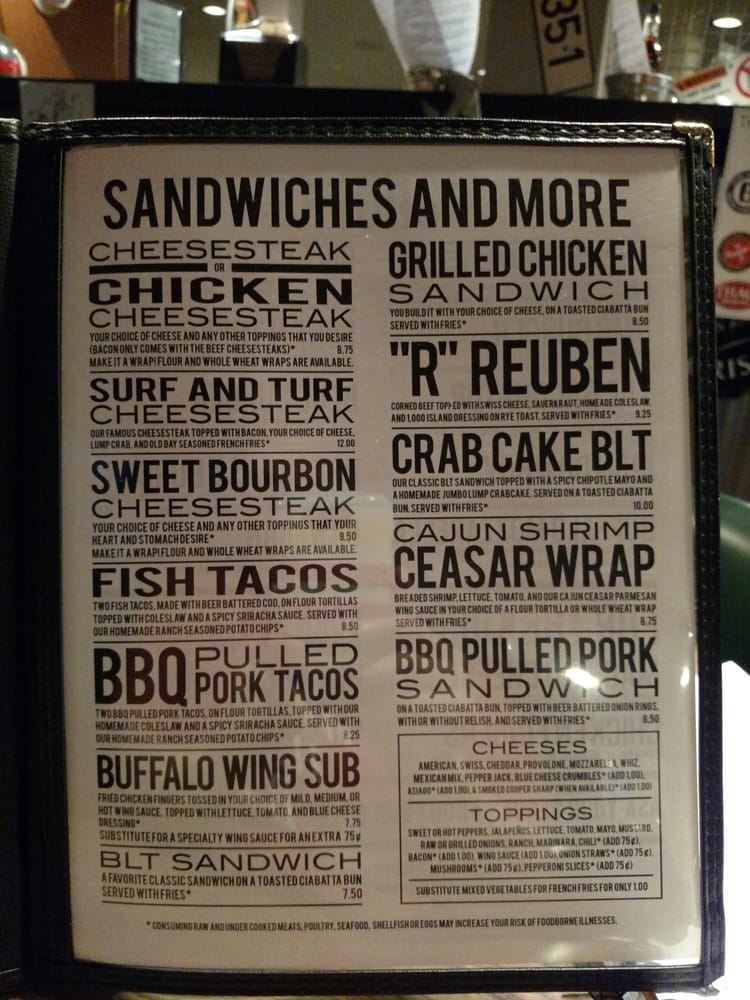 351
WARNING
SANDWICHES AND MORE
CHEESESTEAK
OR
CHICKEN
CHEESESTEAK
YOUR CHOICE OF CHEESE AND ANY OTHER TOPPINGS THAT YOU DESIRE
(BACON ONLY COMES WITH THE BEEF CHEESESTEAKS)* 8.75
MAKE IT A WRAP! FLOUR AND WHOLE WHEAT WRAPS ARE AVAILABLE.
SURF AND TURF
CHEESESTEAK
OUR FAMOUS CHEESESTEAK TOPPED WITH BACON, YOUR CHOICE OF CHEESE,
LUMP CRAB, AND OLD BAY SEASONED FRENCH FRIES* 12.00
SWEET BOURBON
CHEESESTEAK
YOUR CHOICE OF CHEESE AND ANY OTHER TOPPINGS THAT YOUR
HEART AND STOMACH DESIRE* 9.50
MAKE IT A WRAP! FLOUR AND WHOLE WHEAT WRAPS ARE AVAILABLE.
FISH TACOS
TWO FISH TACOS, MADE WITH BEER BATTERED COD, ON FLOUR TORTILLAS
TOPPED WITH COLESLAW AND A SPICY SRIRACHA SAUCE. SERVED WITH
OUR HOMEMADE RANCH SEASONED POTATO CHIPS* 8.50
BBQ PULLED
PORK TACOS
TWO BBQ PULLED PORK TACOS, ON FLOUR TORTILLAS, TOPPED WITH OUR
HOMEMADE COLESLAW AND A SPICY SRIRACHA SAUCE. SERVED WITH
OUR HOMEMADE RANCH SEASONED POTATO CHIPS* 8.25
BUFFALO WING SUB
FRIED CHICKEN FINGERS TOSSED IN YOUR CHOICE OF MILD, MEDIUM, OR
HOT WING SAUCE. TOPPED WITH LETTUCE, TOMATO, AND BLUE CHEESE
DRESSING* 7.75
SUBSTITUTE FOR A SPECIALTY WING SAUCE FOR AN EXTRA 75¢
BLT SANDWICH
A FAVORITE CLASSIC SANDWICH ON A TOASTED CIABATTA BUN
SERVED WITH FRIES* 7.50
GRILLED CHICKEN
SANDWICH
YOU BUILD IT WITH YOUR CHOICE OF CHEESE, ON A TOASTED CIABATTA BUN
SERVED WITH FRIES* 8.50
"R" REUBEN
CORNED BEEF TOPPED WITH SWISS CHEESE, SAUERKRAUT, HOMEADE COLESLAW,
AND 1,000 ISLAND DRESSING ON RYE TOAST, SERVED WITH FRIES* 9.25
CRAB CAKE BLT
OUR CLASSIC BLT SANDWICH TOPPED WITH A SPICY CHIPOTLE MAYO AND
A HOMEMADE JUMBO LUMP CRABCAKE. SERVED ON A TOASTED CIABATTA
BUN. SERVED WITH FRIES* 10.00
CAJUN SHRIMP
CEASAR WRAP
BREADED SHRIMP, LETTUCE, TOMATO, AND OUR CAJUN CEASAR PARMESAN
WING SAUCE IN YOUR CHOICE OF A FLOUR TORTILLA OR WHOLE WHEAT WRAP
SERVED WITH FRIES* 8.75
BBQ PULLED PORK
SANDWICH
ON A TOASTED CIABATTA BUN, TOPPED WITH BEER BATTERED ONION RINGS,
WITH OR WITHOUT RELISH, AND SERVED WITH FRIES* 8.50
CHEESES
AMERICAN, SWISS, CHEDDAR, PROVOLONE, MOZZARELLA, WHIZ,
MEXICAN MIX, PEPPER JACK, BLUE CHEESE CRUMBLES* (ADD 1.00),
ASIAGO* (ADD 1.00), & SMOKED COOPER SHARP (WHEN AVAILABLE)* (ADD 1.00)
TOPPINGS
SWEET OR HOT PEPPERS, JALAPEÑOS, LETTUCE, TOMATO, MAYO, MUSTARD,
RAW OR GRILLED ONIONS, RANCH, MARINARA, CHILI* (ADD 75¢),
BACON* (ADD 1.00), WING SAUCE (ADD 1.00), ONION STRAWS* (ADD 75¢),
MUSHROOMS* (ADD 75¢), PEPPERONI SLICES* (ADD 75¢)
SUBSTITUTE MIXED VEGETABLES FOR FRENCH FRIES FOR ONLY 1.00
* CONSUMING RAW AND UNDER COOKED MEATS, POULTRY, SEAFOOD, SHELLFISH OR EGGS MAY INCREASE YOUR RISK OF FOODBORNE ILLNESSES.